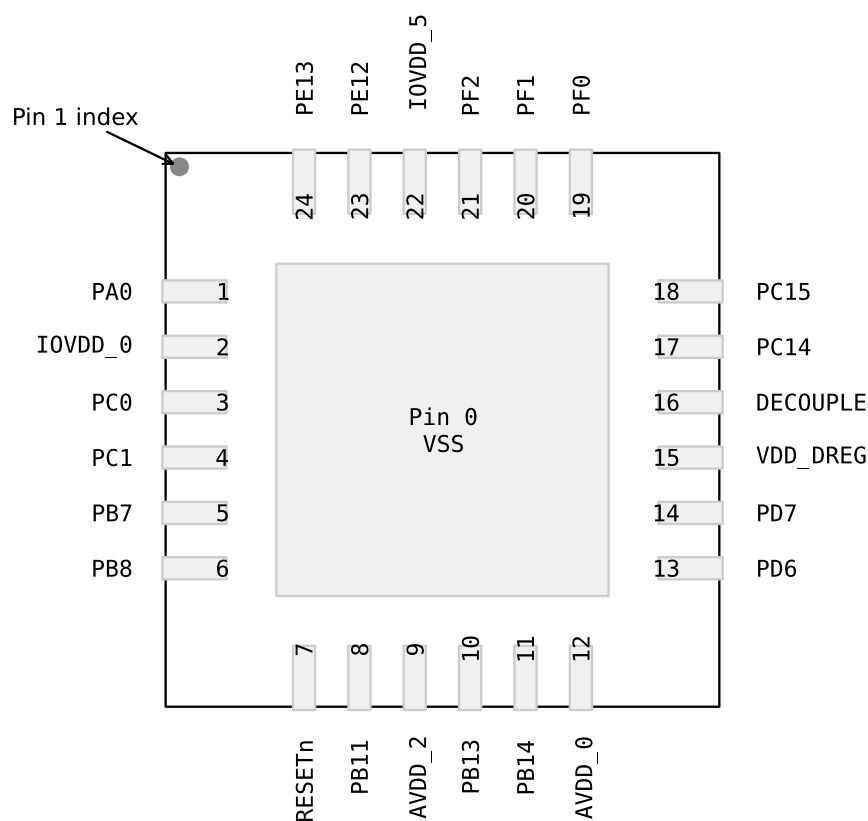 PE13 PE12 IOVDD_5 PF2 PF1 PF0
Pin 1 index
24 23 22 21 20 19
PA0 1 18 PC15
IOVDD_0 2 17 PC14
PC0 3 16 DECOUPLE
Pin 0
VSS
PC1 4 15 VDD_DREG
PB7 5 14 PD7
PB8 6 13 PD6
7 8 9 10 11 12
RESETn PB11 AVDD_2 PB13 PB14 AVDD_0